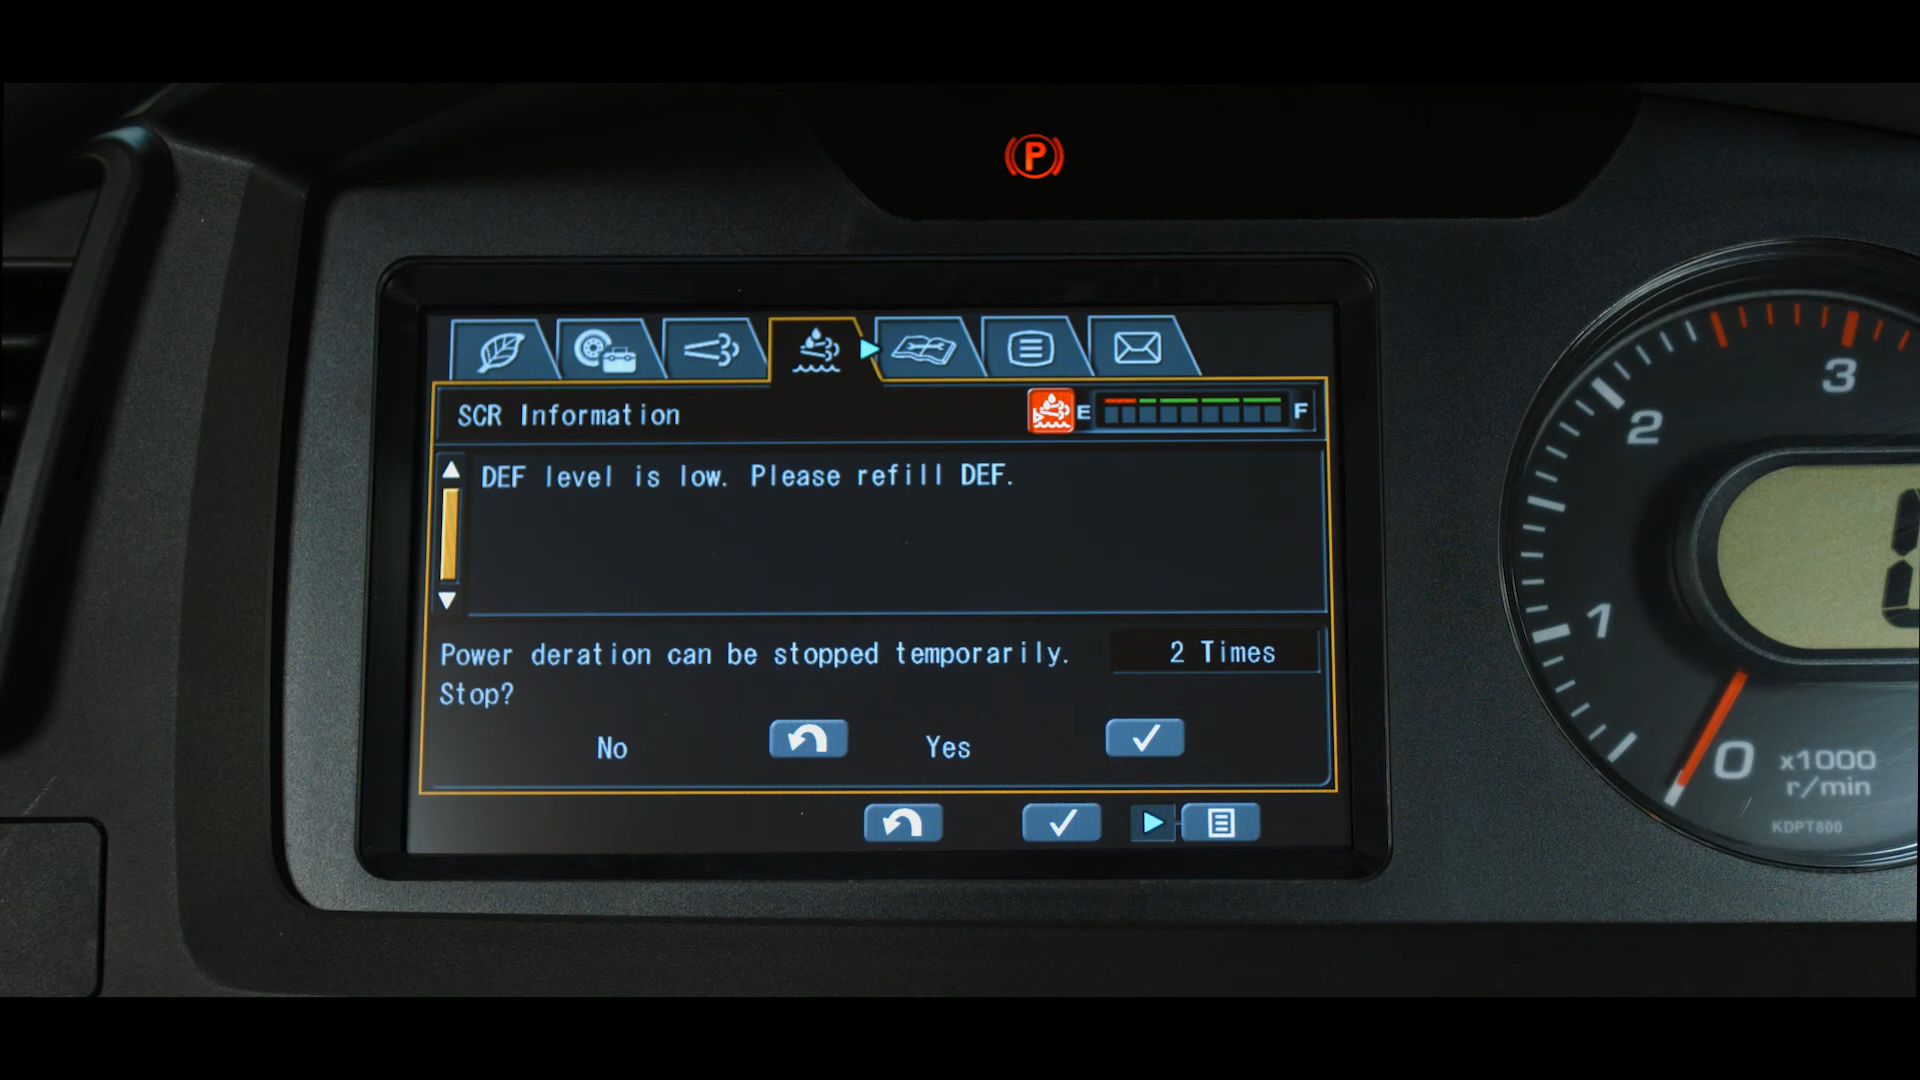 P
SCR Information
E
F
DEF level is low. Please refill DEF.
Power deration can be stopped temporarily.
2 Times
Stop?
No
Yes
3
2
1
0
x1000
r/min
KDPT800